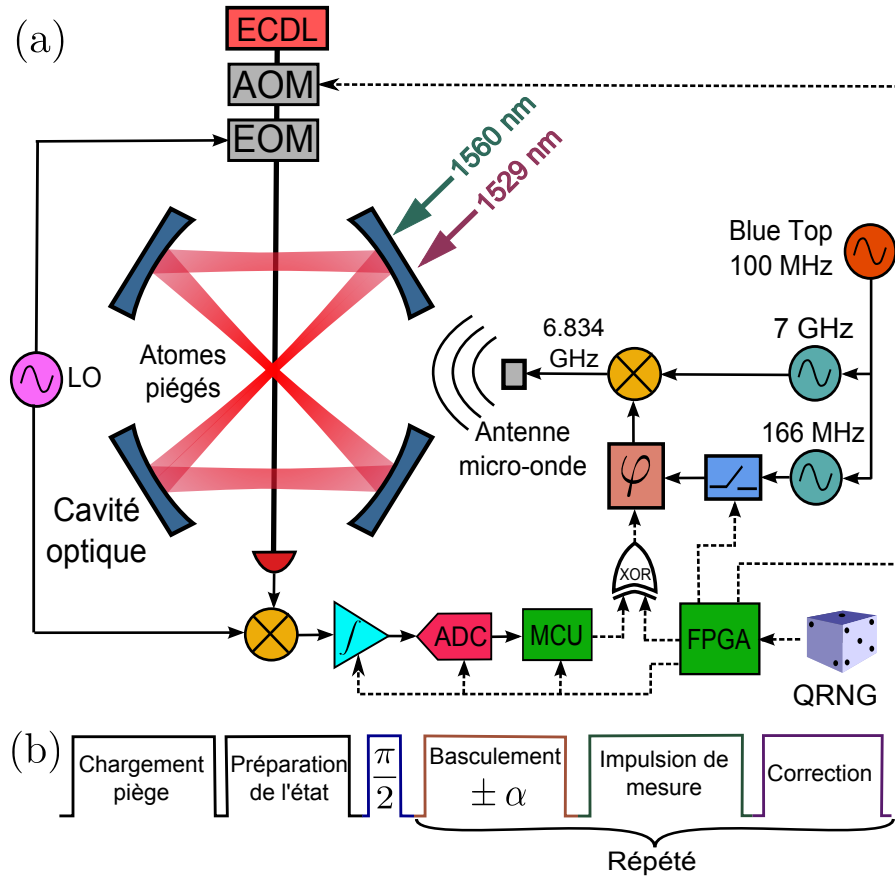 (a)
ECDL
AOM
EOM
1560 nm
1529 nm
Blue Top
100 MHz
7 GHz
6.834
GHz
LO
Atomes
piégés
Antenne
micro-onde
166 MHz
φ
Cavité
optique
XOR
∫
ADC
MCU
FPGA
QRNG
(b)
Chargement
piège
Préparation
de l'état
π
2
Basculement
± α
Impulsion de
mesure
Correction
Répété